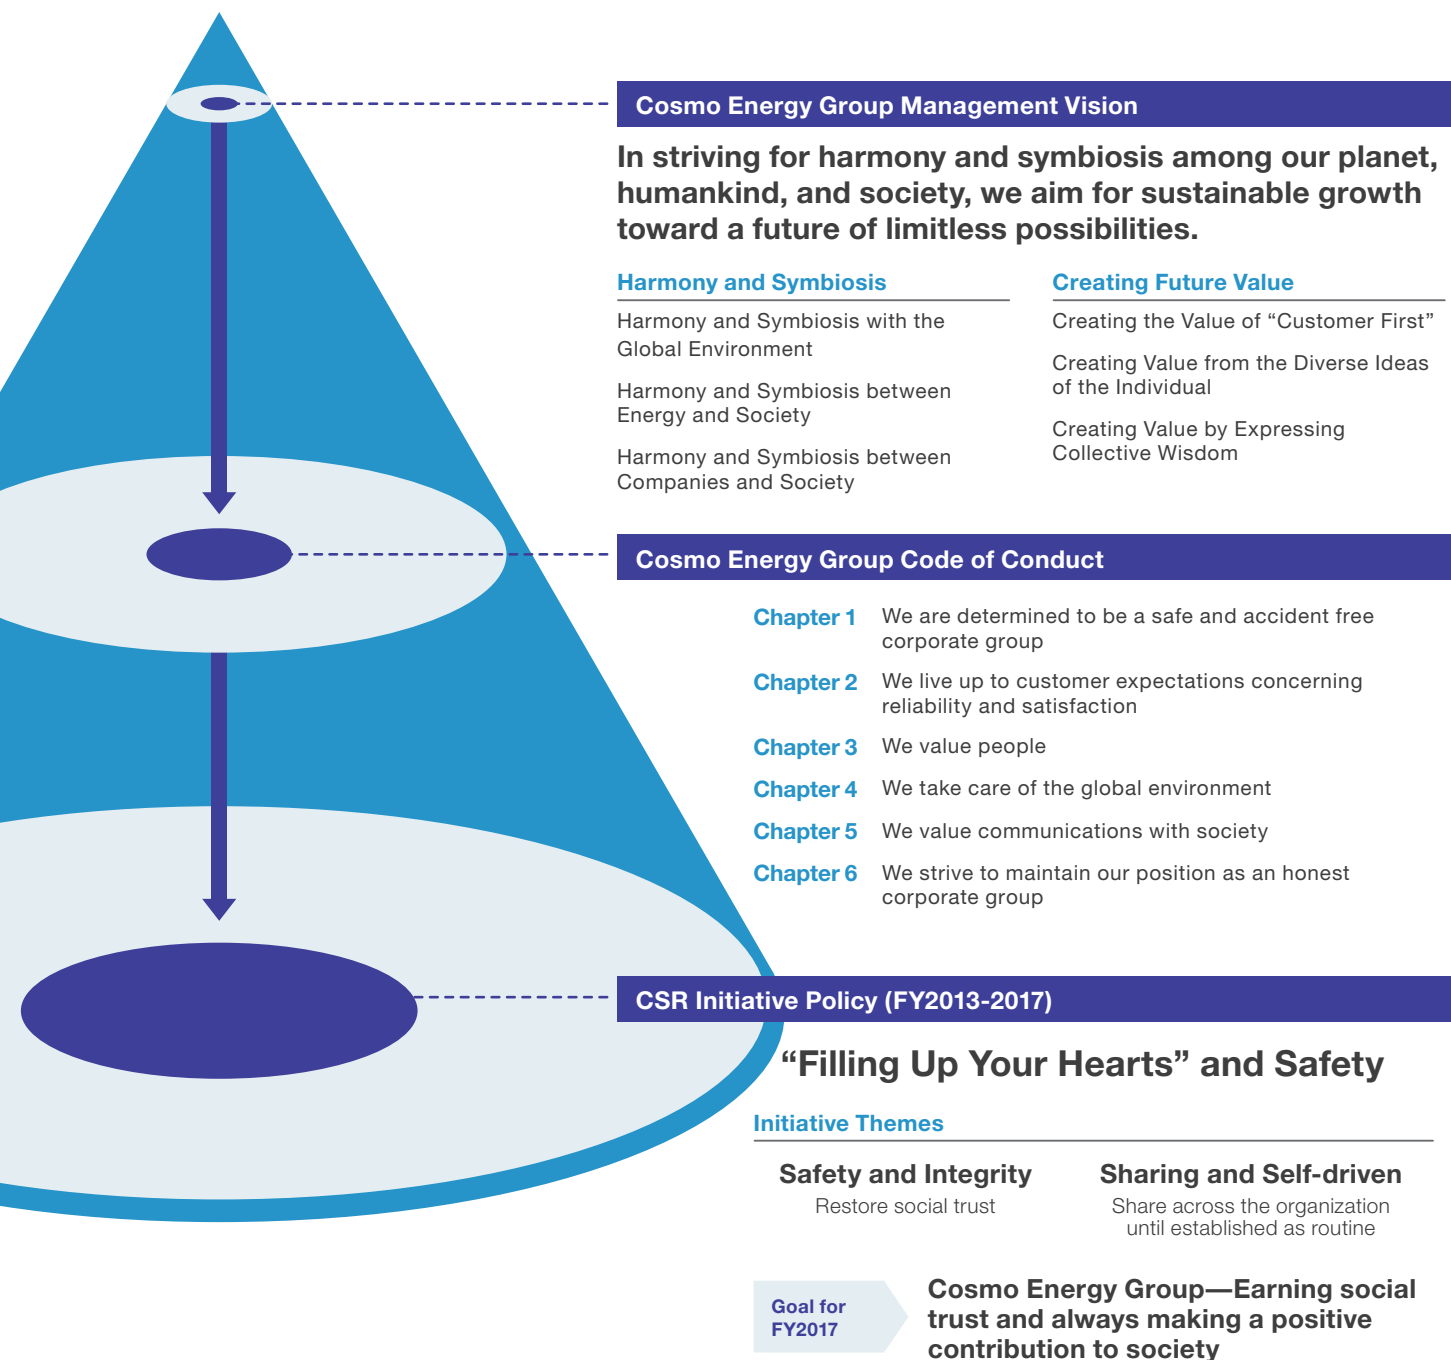 Cosmo Energy Group Management Vision
In striving for harmony and symbiosis among our planet,
humankind, and society, we aim for sustainable growth
toward a future of limitless possibilities.
Harmony and Symbiosis
Harmony and Symbiosis with the
Global Environment
Harmony and Symbiosis between
Energy and Society
Harmony and Symbiosis between
Companies and Society
Creating Future Value
Creating the Value of “Customer First”
Creating Value from the Diverse Ideas
of the Individual
Creating Value by Expressing
Collective Wisdom
Cosmo Energy Group Code of Conduct
Chapter 1 We are determined to be a safe and accident free
corporate group
Chapter 2 We live up to customer expectations concerning
reliability and satisfaction
Chapter 3 We value people
Chapter 4 We take care of the global environment
Chapter 5 We value communications with society
Chapter 6 We strive to maintain our position as an honest
corporate group
CSR Initiative Policy (FY2013-2017)
“Filling Up Your Hearts” and Safety
Initiative Themes
Safety and Integrity
Restore social trust
Sharing and Self-driven
Share across the organization
until established as routine
Goal for
FY2017
Cosmo Energy Group—Earning social
trust and always making a positive
contribution to society